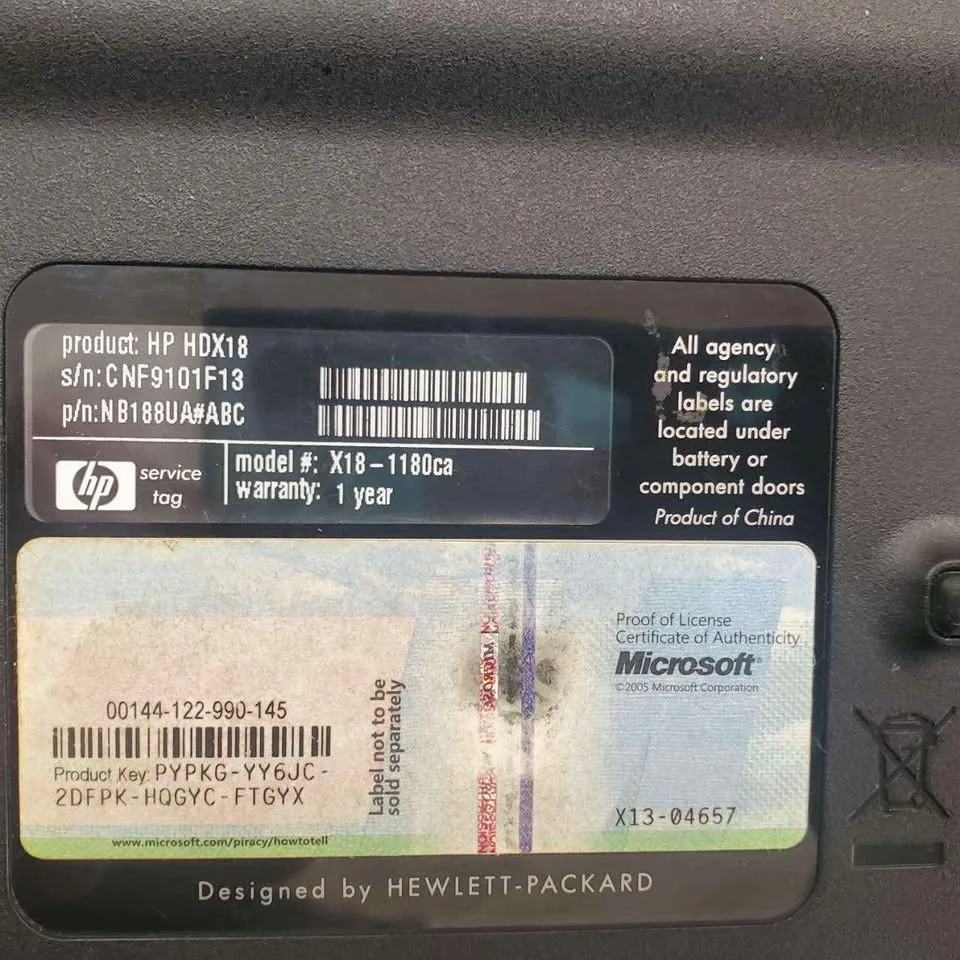 product: HP HDX18
s/n: CNF9101F13
p/n: NB188UA#ABC
hp
service
tag
model #: X18-1180ca
warranty: 1 year
All agency
and regulatory
labels are
located under
battery or
component doors
Product of China
00144-122-990-145
Product Key: PYPKG-YY6JC-
2DFPK-HQGYC-FTGYX
www.microsoft.com/piracy/howtotell
Label not to be
sold separately
Proof of License
Certificate of Authenticity
Microsoft®
©2005 Microsoft Corporation
X13-04657
Designed by HEWLETT-PACKARD